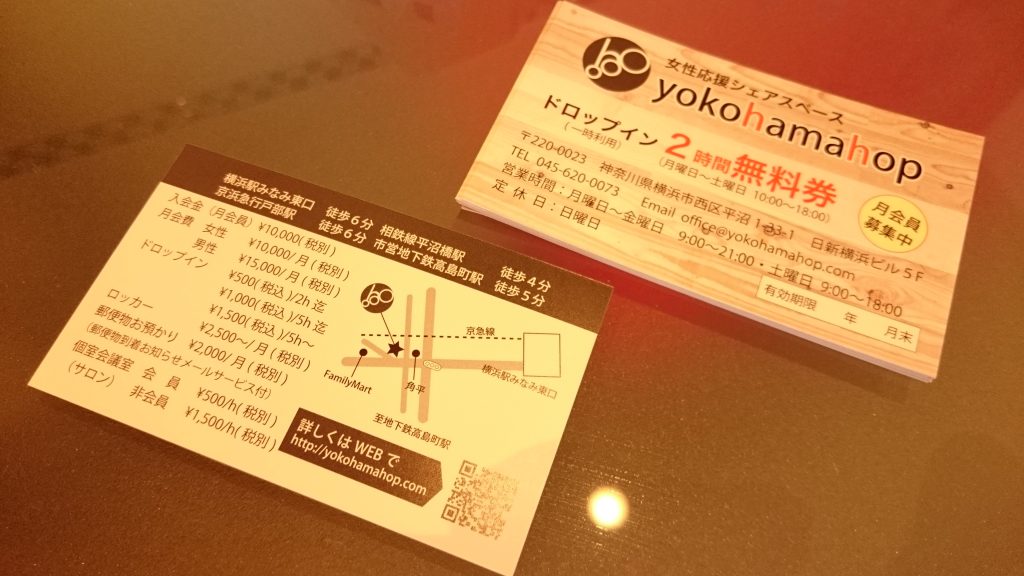 横浜駅みなみ東口 徒歩6分 相鉄線平沼橋駅 徒歩4分
京浜急行戸部駅 徒歩6分 市営地下鉄高島町駅 徒歩5分
入会金(月会員) ¥10,000(税別)
月会費 女性 ¥10,000/月(税別)
男性 ¥15,000/月(税別)
ドロップイン ¥500(税込)/2h迄
¥1,000(税込)/5h迄
¥1,500(税込)/5h〜
ロッカー ¥2,500〜/月(税別)
郵便物お預かり ¥2,000/月(税別)
(郵便物到着お知らせメールサービス付)
個室会議室 会員 ¥500/h(税別)
(サロン) 非会員 ¥1,500/h(税別)
京急線
横浜駅みなみ東口
FamilyMart
角平
至地下鉄高島町駅
詳しくは WEB で
http://yokohamahop.com
女性応援シェアスペース
yokohamahop
ドロップイン 2時間無料券
(一時利用) (月曜日〜土曜日 10:00〜18:00)
〒220-0023 神奈川県横浜市西区平沼 1-33-1 日新横浜ビル5F
TEL 045-620-0073 Email office@yokohamahop.com
営業時間:月曜日〜金曜日 9:00〜21:00・土曜日 9:00〜18:00
定休日:日曜日
月会員
募集中
有効期限 年 月末